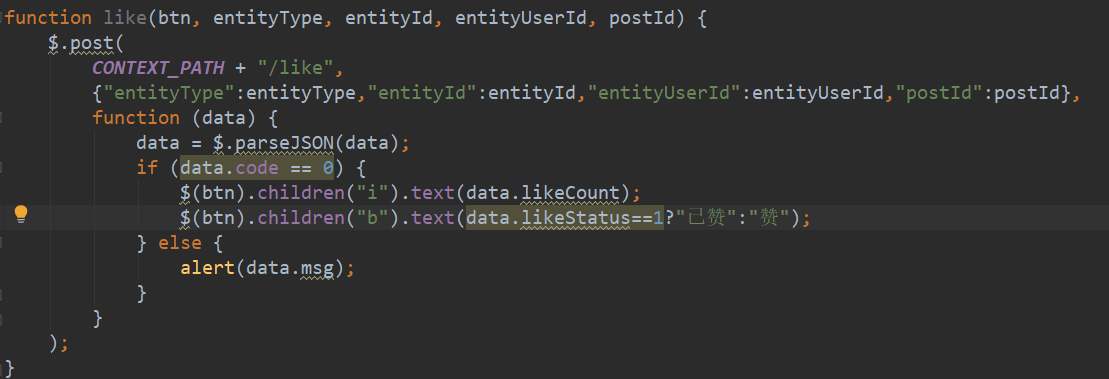 function like(btn, entityType, entityId, entityUserId, postId) {
    $.post(
        CONTEXT_PATH + "/like",
        {"entityType":entityType,"entityId":entityId,"entityUserId":entityUserId,"postId":postId},
        function (data) {
            data = $.parseJSON(data);
            if (data.code == 0) {
                $(btn).children("i").text(data.likeCount);
                $(btn).children("b").text(data.likeStatus==1?"已赞":"赞");
            } else {
                alert(data.msg);
            }
        }
    );
}